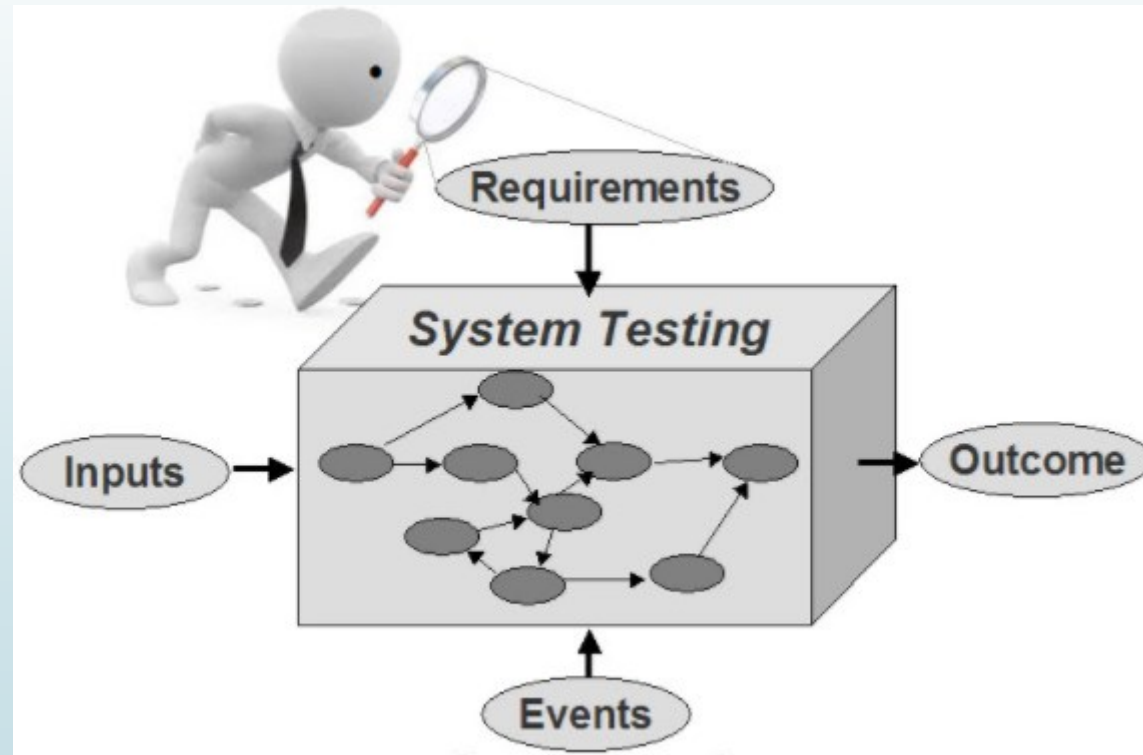 Requirements
System Testing
Inputs
Outcome
Events